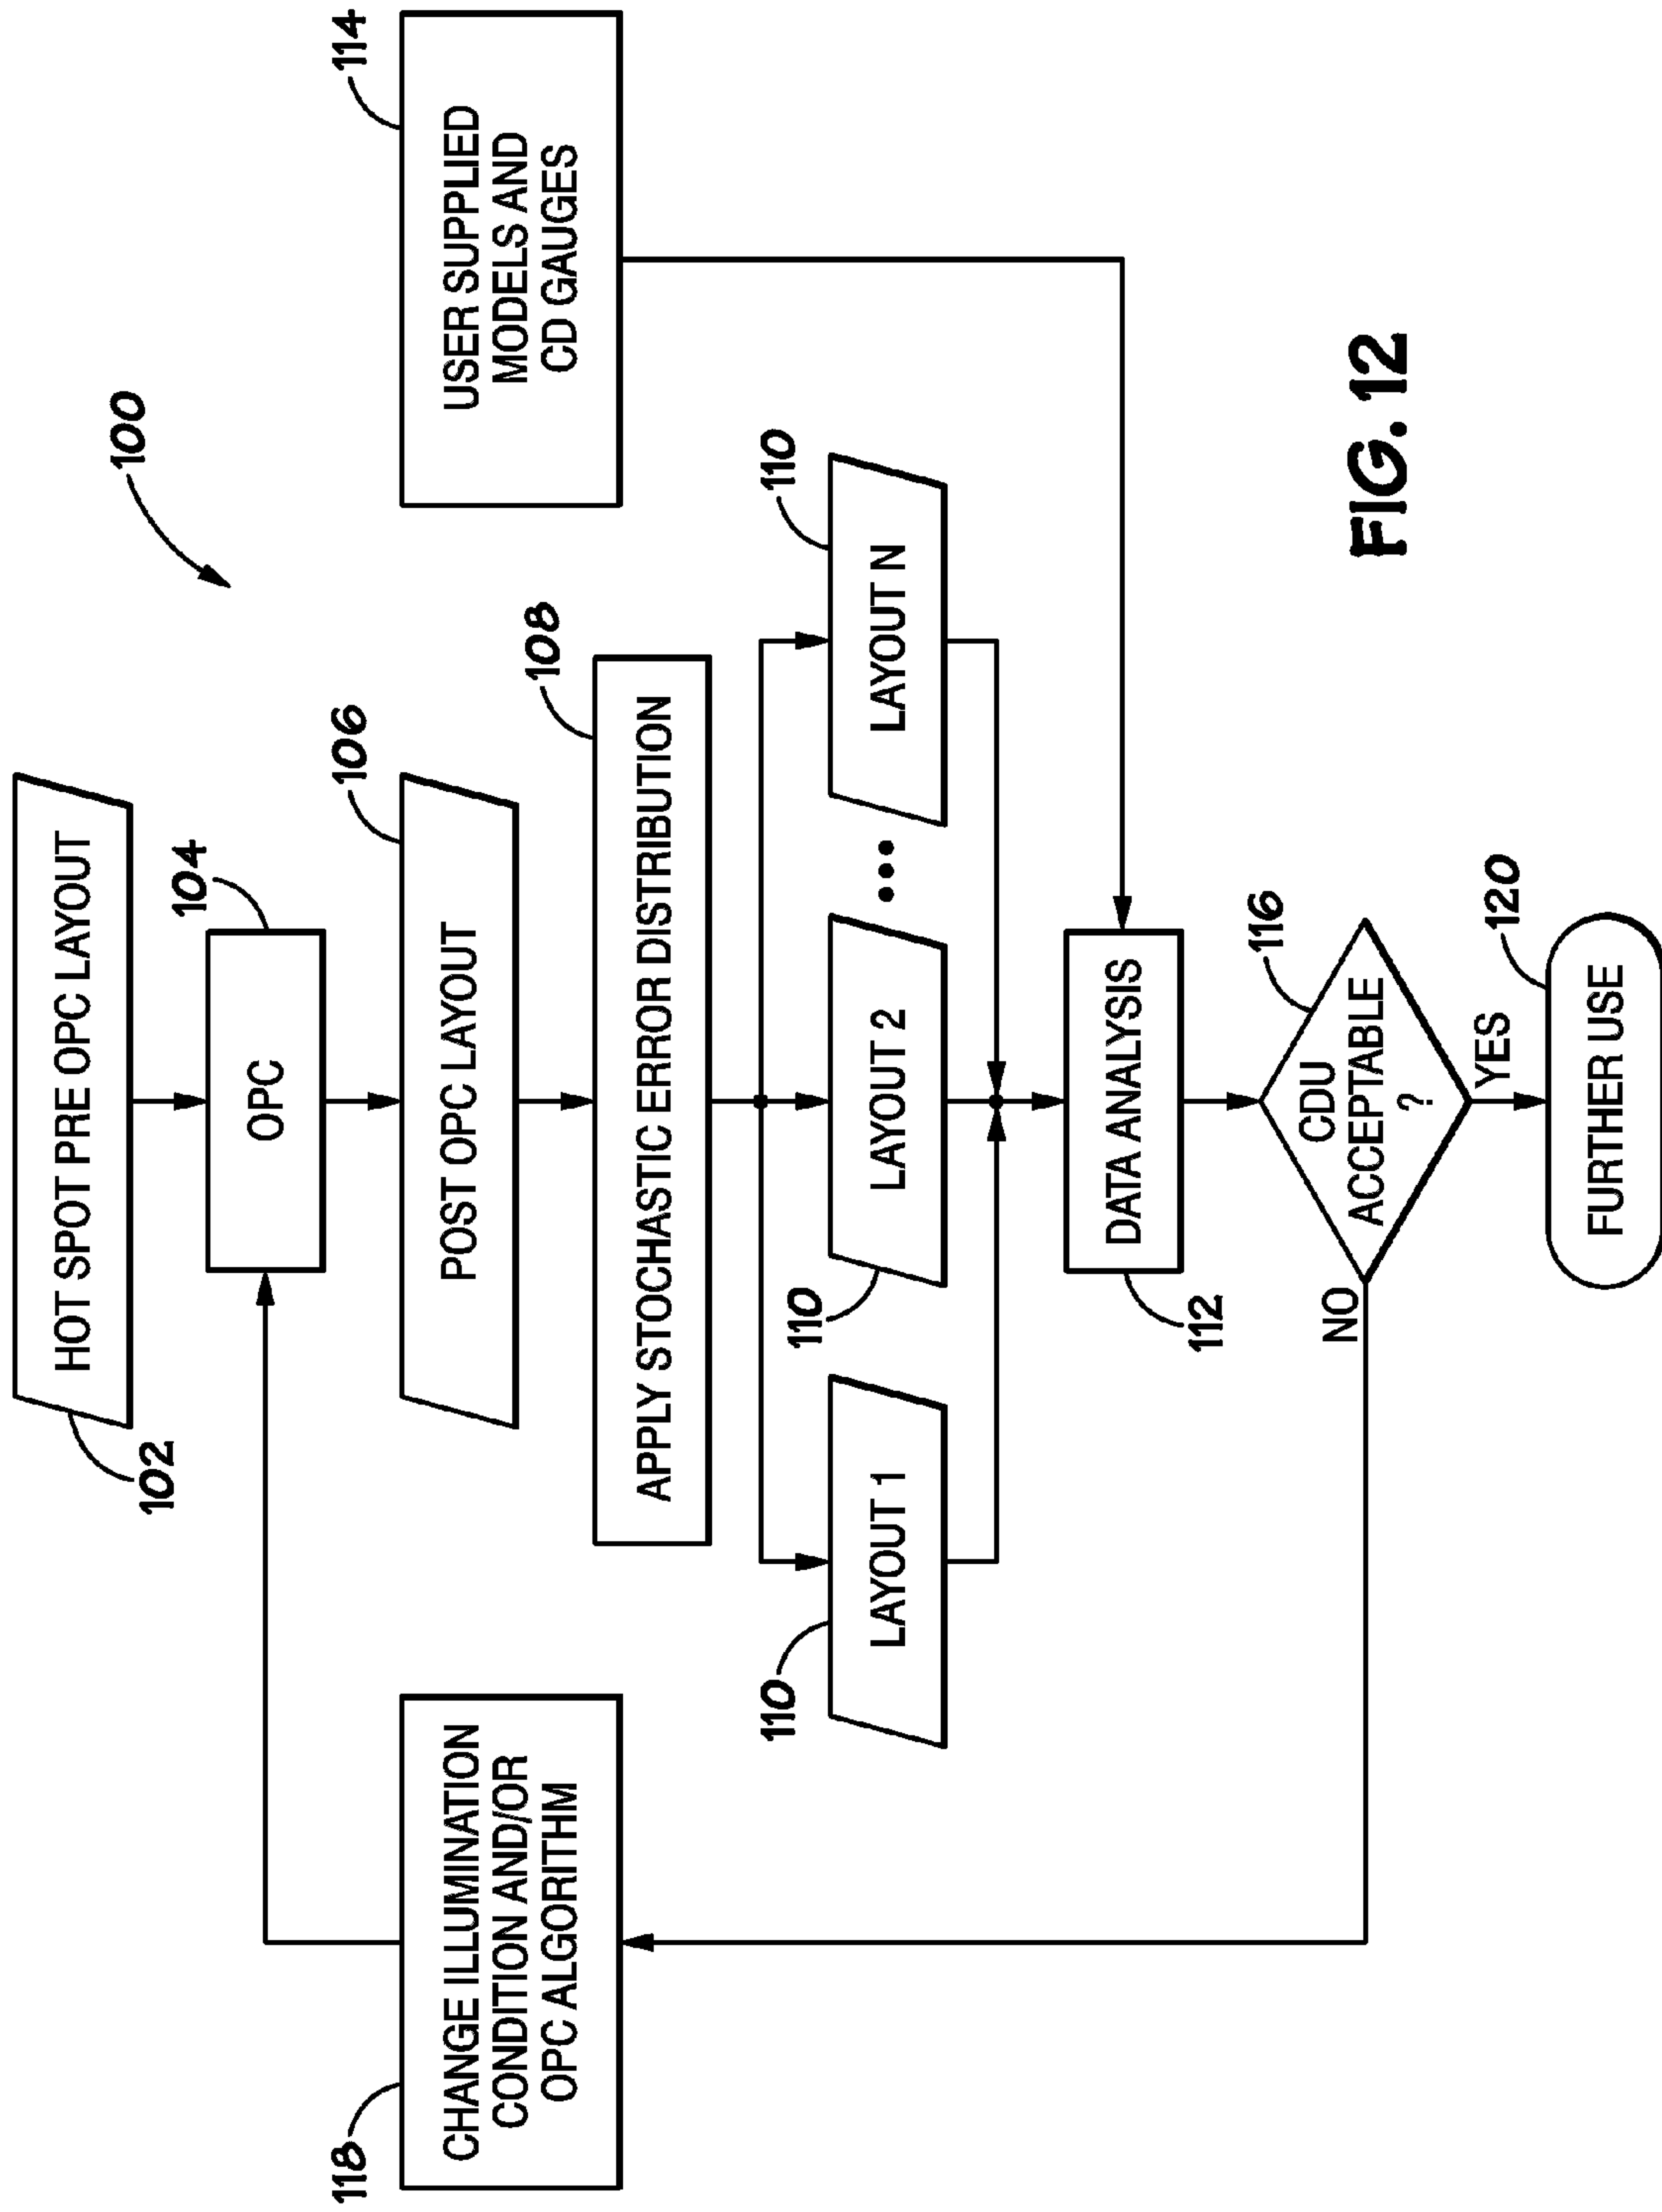 100
HOT SPOT PRE OPC LAYOUT
102
OPC
104
118
CHANGE ILLUMINATION
CONDITION AND/OR
OPC ALGORITHM
POST OPC LAYOUT
106
114
USER SUPPLIED
MODELS AND
CD GAUGES
APPLY STOCHASTIC ERROR DISTRIBUTION
108
110
LAYOUT 1
110
LAYOUT 2
...
LAYOUT N
110
DATA ANALYSIS
112
CDU
ACCEPTABLE
?
116
NO
YES
FURTHER USE
120
FIG. 12